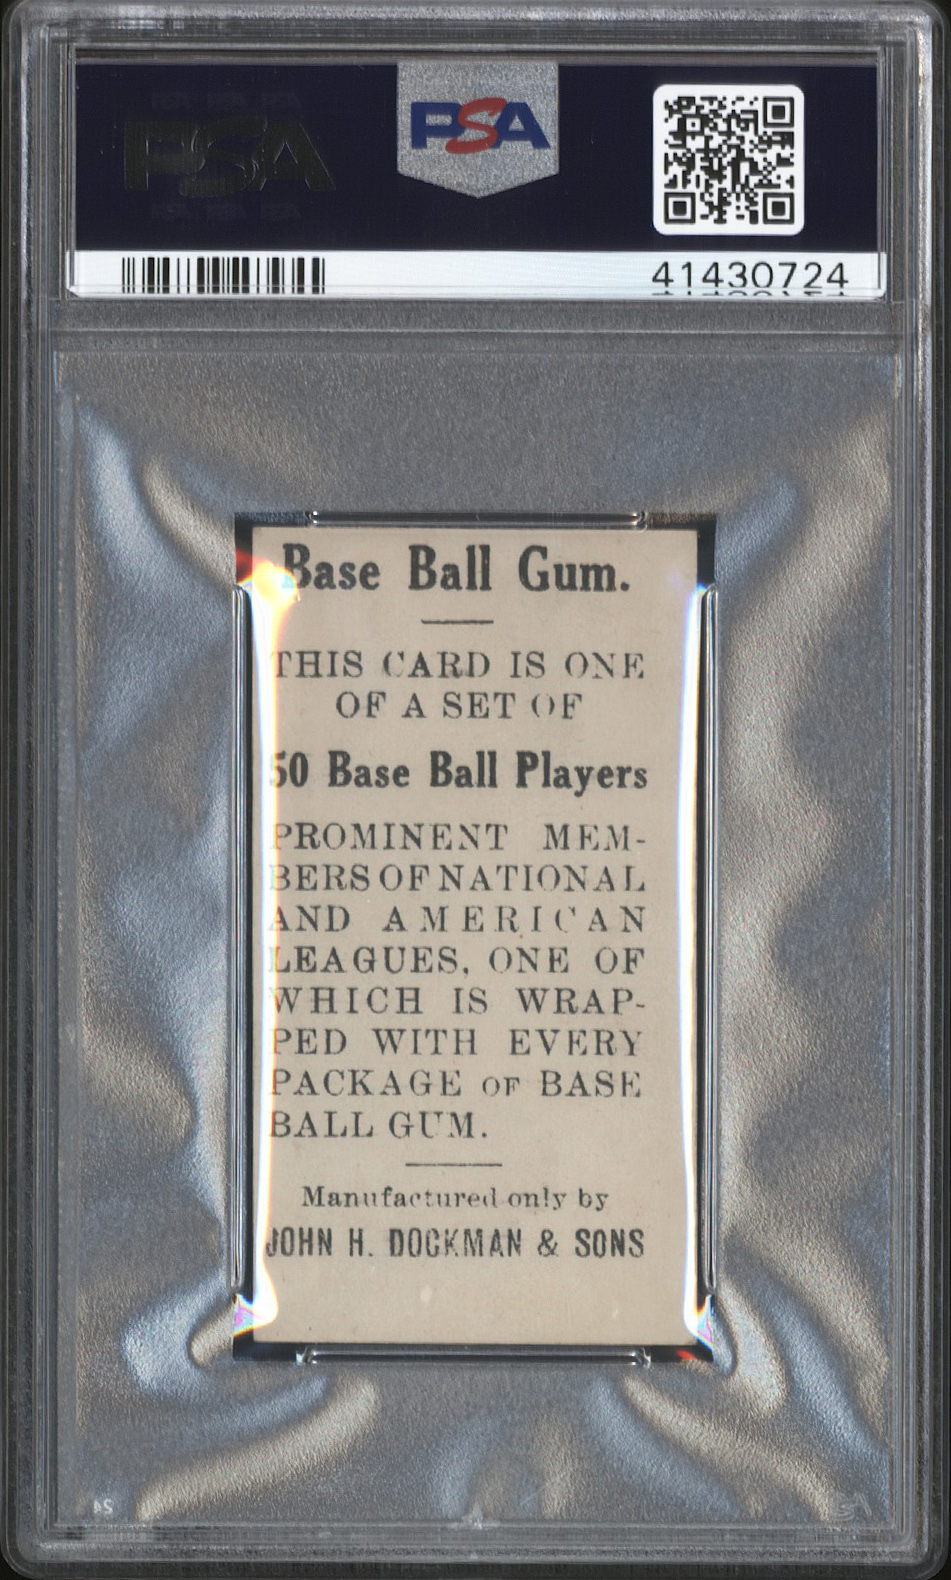 PSA
PSA
41430724
Base Ball Gum.
THIS CARD IS ONE
OF A SET OF
50 Base Ball Players
PROMINENT MEM-
BERS OF NATIONAL
AND AMERICAN
LEAGUES, ONE OF
WHICH IS WRAP-
PED WITH EVERY
PACKAGE OF BASE
BALL GUM.
Manufactured only by
JOHN H. DOCKMAN & SONS